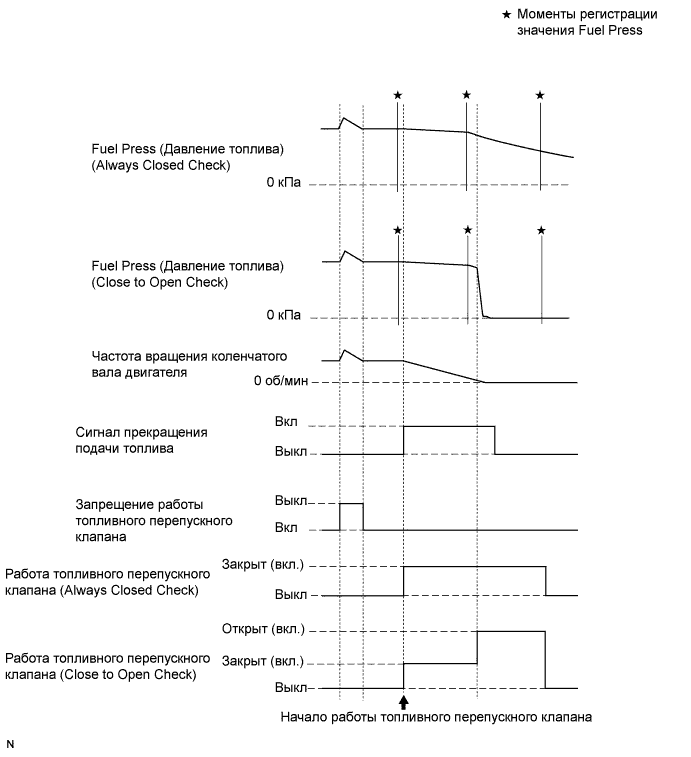 ★ Моменты регистрации
значения Fuel Press
★ ★ ★
Fuel Press (Давление топлива)
(Always Closed Check)
0 кПа
★ ★ ★
Fuel Press (Давление топлива)
(Close to Open Check)
0 кПа
Частота вращения коленчатого
вала двигателя
0 об/мин
Сигнал прекращения
подачи топлива
Вкл
Выкл
Запрещение работы
топливного перепускного
клапана
Выкл
Вкл
Работа топливного перепускного
клапана (Always Closed Check)
Закрыт (вкл.)
Выкл
Работа топливного перепускного
клапана (Close to Open Check)
Открыт (вкл.)
Закрыт (вкл.)
Выкл
Начало работы топливного перепускного клапана
N